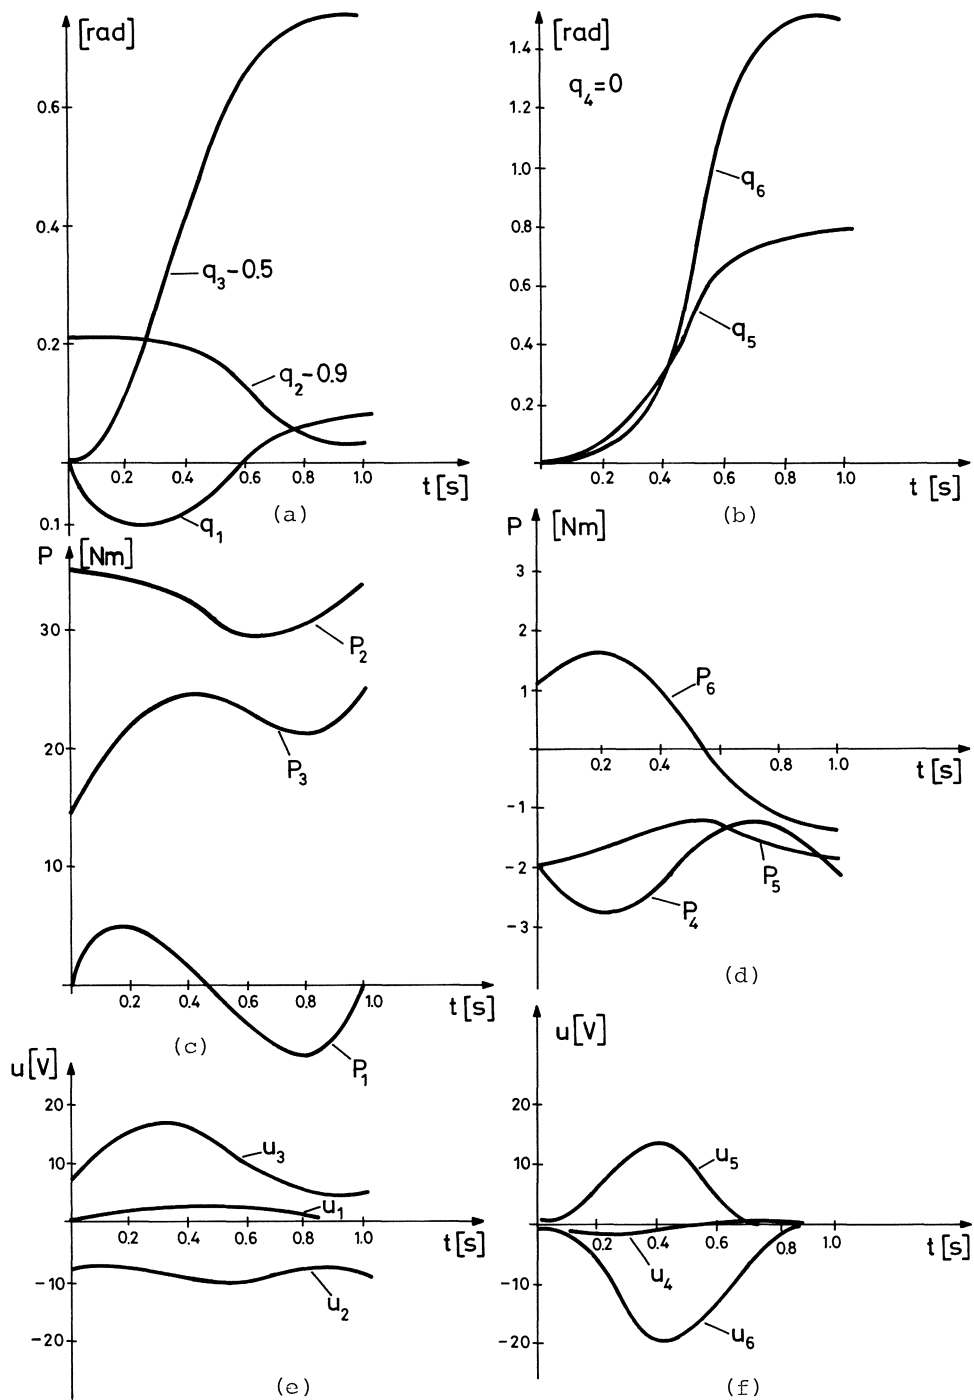 [rad]
0.6
0.4
0.2
0.1
q3-0.5
q2-0.9
q1
0.2 0.4 0.6 0.8 1.0
t[s]
(a)
[rad]
q4=0
1.4
1.2
1.0
0.8
0.6
0.4
0.2
q6
q5
0.2 0.4 0.6 0.8 1.0
t[s]
(b)
P [Nm]
30
20
10
P2
P3
P1
0.2 0.4 0.6 0.8 1.0
t[s]
(c)
P [Nm]
3
2
1
-1
-2
-3
P6
P5
P4
0.2 0.4 0.6 0.8 1.0
t[s]
(d)
u[V]
20
10
-10
-20
u3
u1
u2
0.2 0.4 0.6 0.8 1.0
t[s]
(e)
u[V]
20
10
0
-10
-20
u5
u4
u6
0.2 0.4 0.6 0.8 1.0
t[s]
(f)